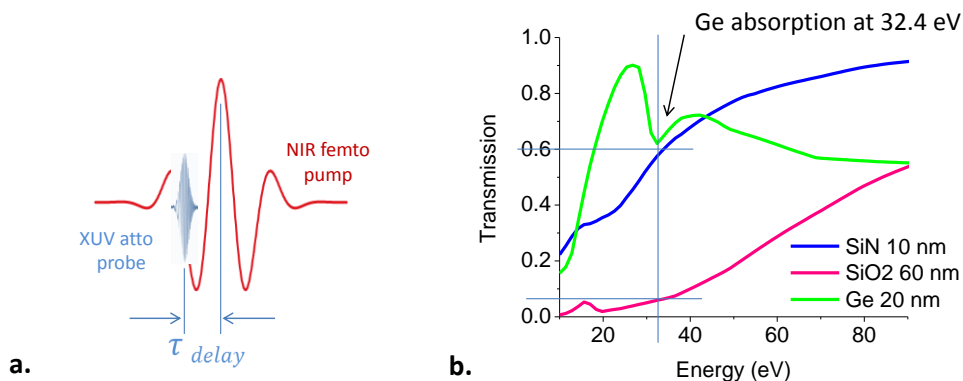 NIR femto
pump
XUV atto
probe
τ delay
a.
Ge absorption at 32.4 eV
1.0
0.8
0.6
0.4
0.2
0.0
Transmission
SiN 10 nm
SiO2 60 nm
Ge 20 nm
20 40 60 80
Energy (eV)
b.